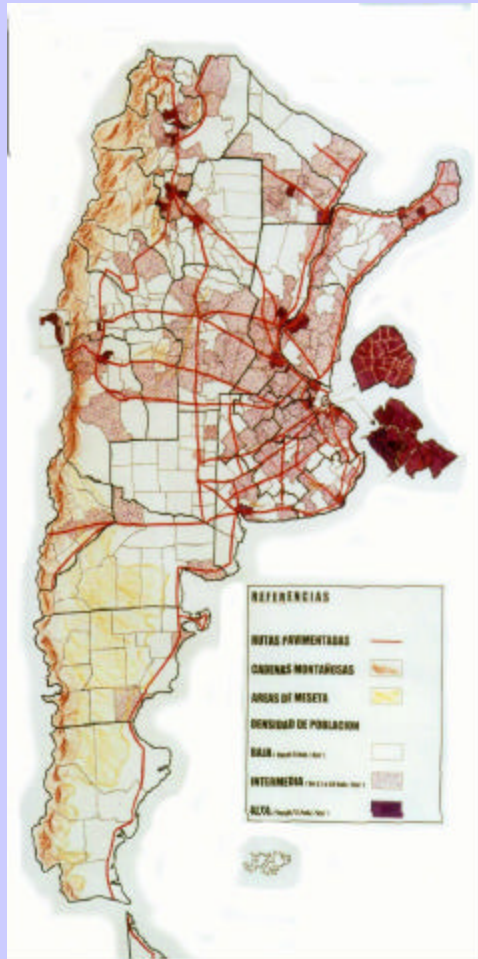 REFERENCIAS
RUTAS PAVIMENTADAS
CADENAS MONTAÑOSAS
AREAS DE MESETA
DENSIDAD DE POBLACION
BAJA
INTERMEDIA
ALTA